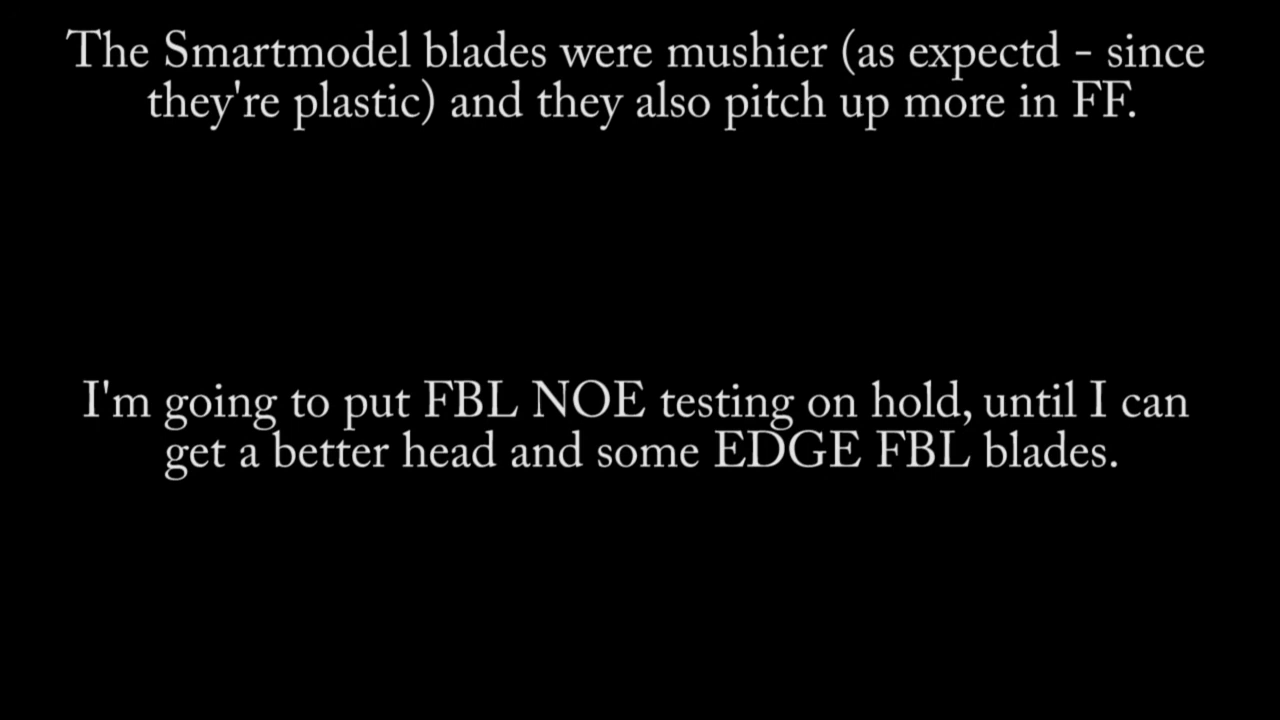 The Smartmodel blades were mushier (as expectd - since
they're plastic) and they also pitch up more in FF.
I'm going to put FBL NOE testing on hold, until I can
get a better head and some EDGE FBL blades.